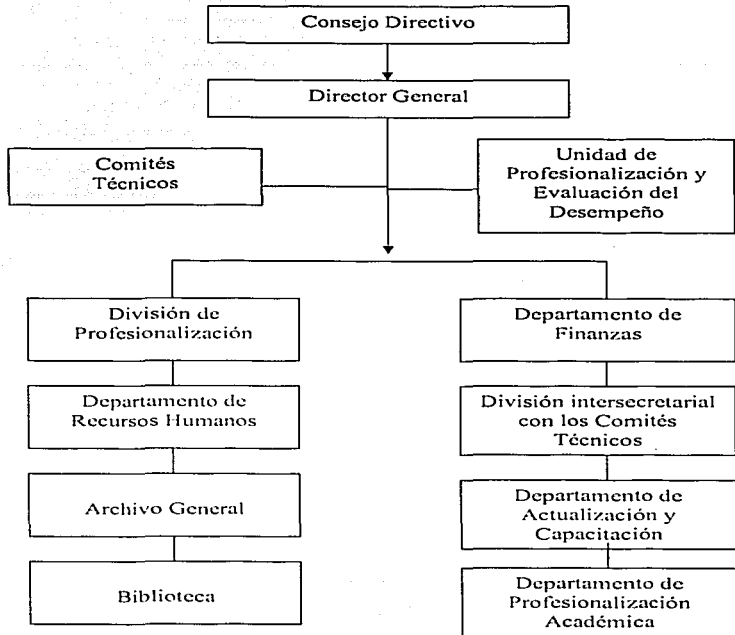 Consejo Directivo
Director General
Comités
Técnicos
Unidad de
Profesionalización y
Evaluación del
Desempeño
División de
Profesionalización
Departamento de
Recursos Humanos
Archivo General
Biblioteca
Departamento de
Finanzas
División intersecretarial
con los Comités
Técnicos
Departamento de
Actualización y
Capacitación
Departamento de
Profesionalización
Académica